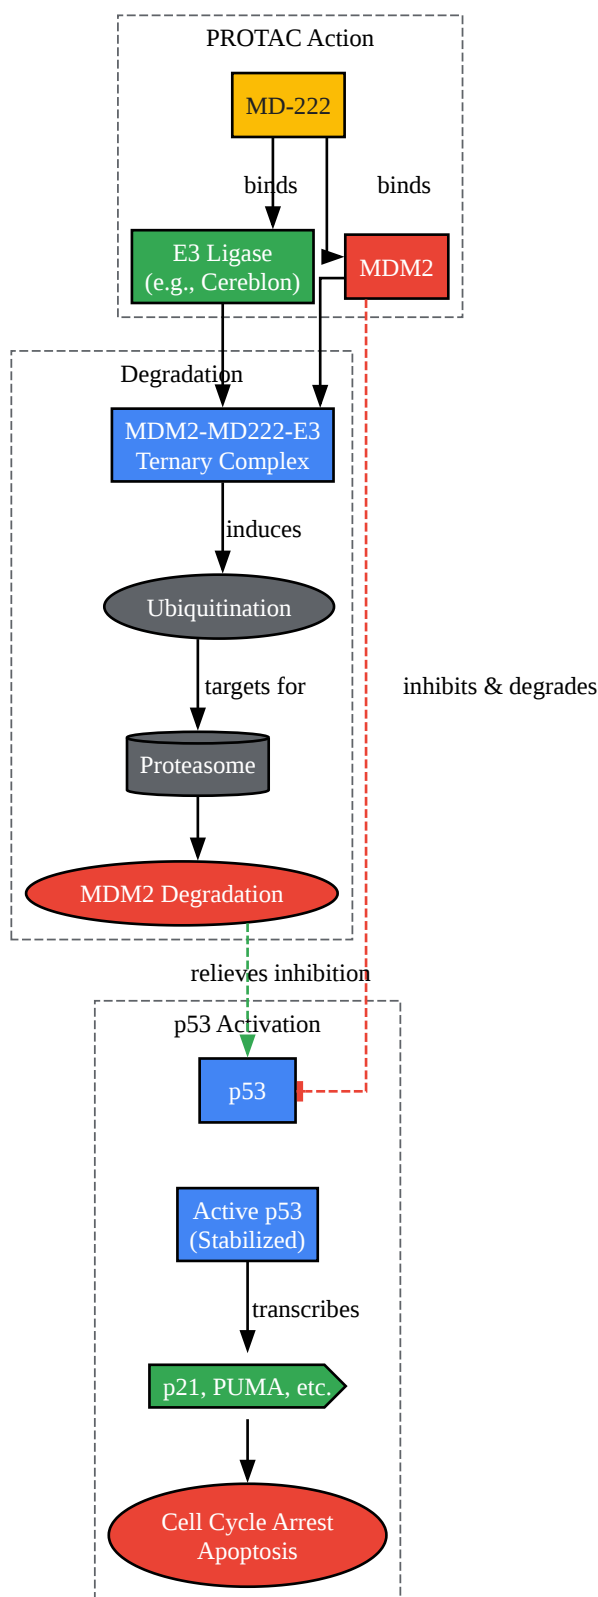 PROTAC Action
MD-222
binds
binds
E3 Ligase
(e.g., Cereblon)
MDM2
Degradation
MDM2-MD222-E3
Ternary Complex
induces
Ubiquitination
targets for
inhibits & degrades
Proteasome
MDM2 Degradation
relieves inhibition
p53 Activation
p53
Active p53
(Stabilized)
transcribes
p21, PUMA, etc.
Cell Cycle Arrest
Apoptosis